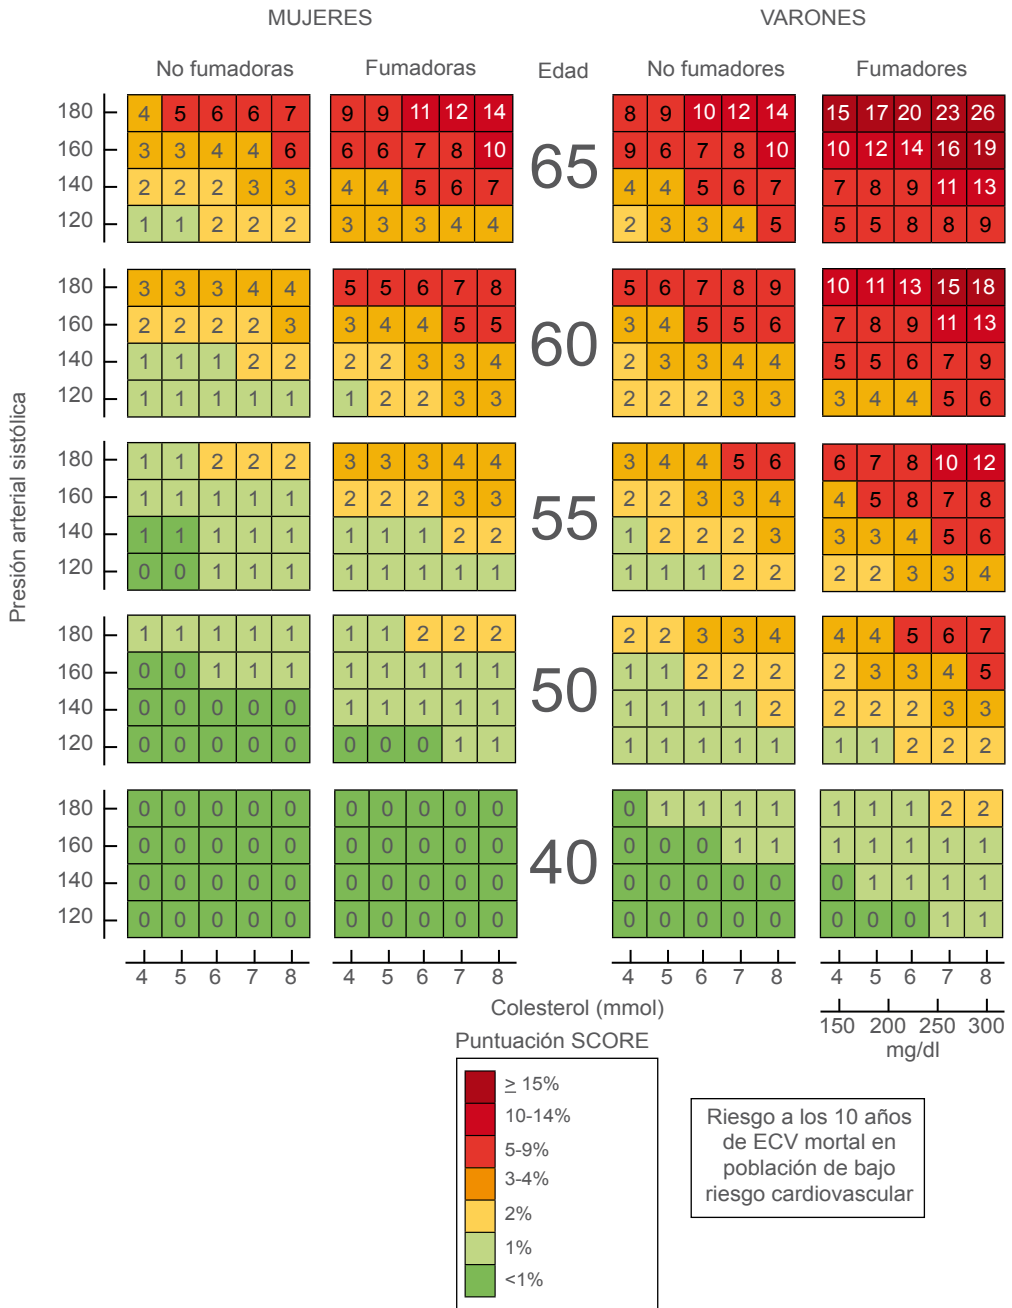 MUJERES VARONES
No fumadoras Fumadoras Edad No fumadores Fumadores
Presión arterial sistólica
180 4 5 6 6 7 9 9 11 12 14 8 9 10 12 14 15 17 20 23 26
160 3 3 4 4 6 6 6 7 8 10 9 6 7 8 10 10 12 14 16 19
65
140 2 2 2 3 3 4 4 5 6 7 4 4 5 6 7 7 8 9 11 13
120 1 1 2 2 2 3 3 3 4 4 2 3 3 4 5 5 5 8 8 9
180 3 3 3 4 4 5 5 6 7 8 5 6 7 8 9 10 11 13 15 18
160 2 2 2 2 3 3 4 4 5 5 3 4 5 5 6 7 8 9 11 13
60
140 1 1 1 2 2 2 2 3 3 4 2 3 3 4 4 5 5 6 7 9
120 1 1 1 1 1 1 2 2 3 3 2 2 2 3 3 3 4 4 5 6
180 1 1 2 2 2 3 3 3 4 4 3 4 4 5 6 6 7 8 10 12
160 1 1 1 1 1 2 2 2 3 3 2 2 3 3 4 4 5 8 7 8
55
140 1 1 1 1 1 1 1 1 2 2 1 2 2 2 3 3 3 4 5 6
120 0 0 1 1 1 1 1 1 1 1 1 1 1 2 2 2 2 3 3 4
180 1 1 1 1 1 1 1 2 2 2 2 2 3 3 4 4 4 5 6 7
160 0 0 1 1 1 1 1 1 1 1 1 1 2 2 2 2 3 3 4 5
50
140 0 0 0 0 0 1 1 1 1 1 1 1 1 1 2 2 2 2 3 3
120 0 0 0 0 0 0 0 0 1 1 1 1 1 1 1 1 1 2 2 2
180 0 0 0 0 0 0 0 0 0 0 0 1 1 1 1 1 1 1 2 2
160 0 0 0 0 0 0 0 0 0 0 0 0 0 1 1 1 1 1 1 1
40
140 0 0 0 0 0 0 0 0 0 0 0 0 0 0 0 0 1 1 1 1
120 0 0 0 0 0 0 0 0 0 0 0 0 0 0 0 0 0 0 1 1
4 5 6 7 8 4 5 6 7 8 4 5 6 7 8 4 5 6 7 8
Colesterol (mmol)
150 200 250 300
mg/dl
Puntuación SCORE
≥ 15%
10-14%
5-9%
3-4%
2%
1%
<1%
Riesgo a los 10 años
de ECV mortal en
población de bajo
riesgo cardiovascular